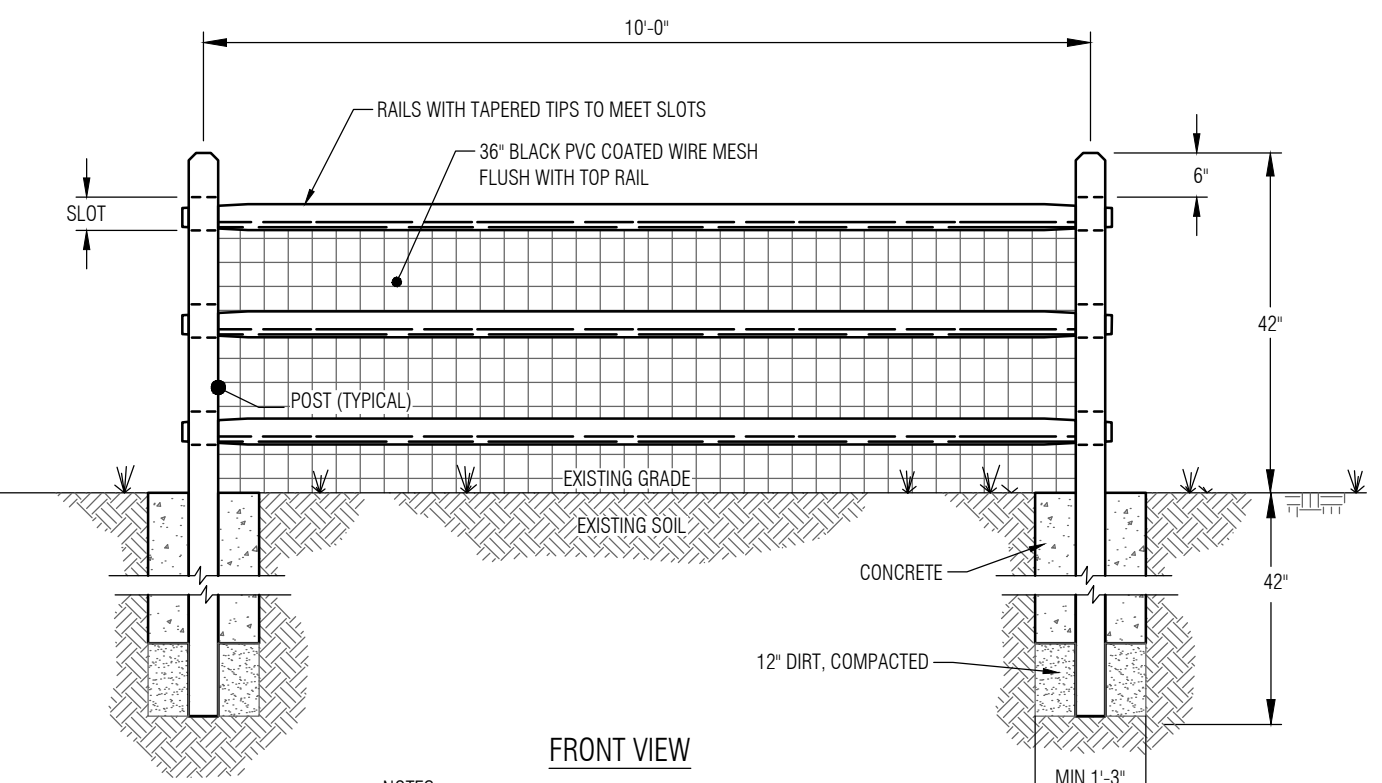 10'-0"
RAILS WITH TAPERED TIPS TO MEET SLOTS
36" BLACK PVC COATED WIRE MESH
FLUSH WITH TOP RAIL
6"
SLOT
42"
POST (TYPICAL)
EXISTING GRADE
EXISTING SOIL
CONCRETE
42"
12" DIRT, COMPACTED
FRONT VIEW
NOTES
MIN 1'-3"